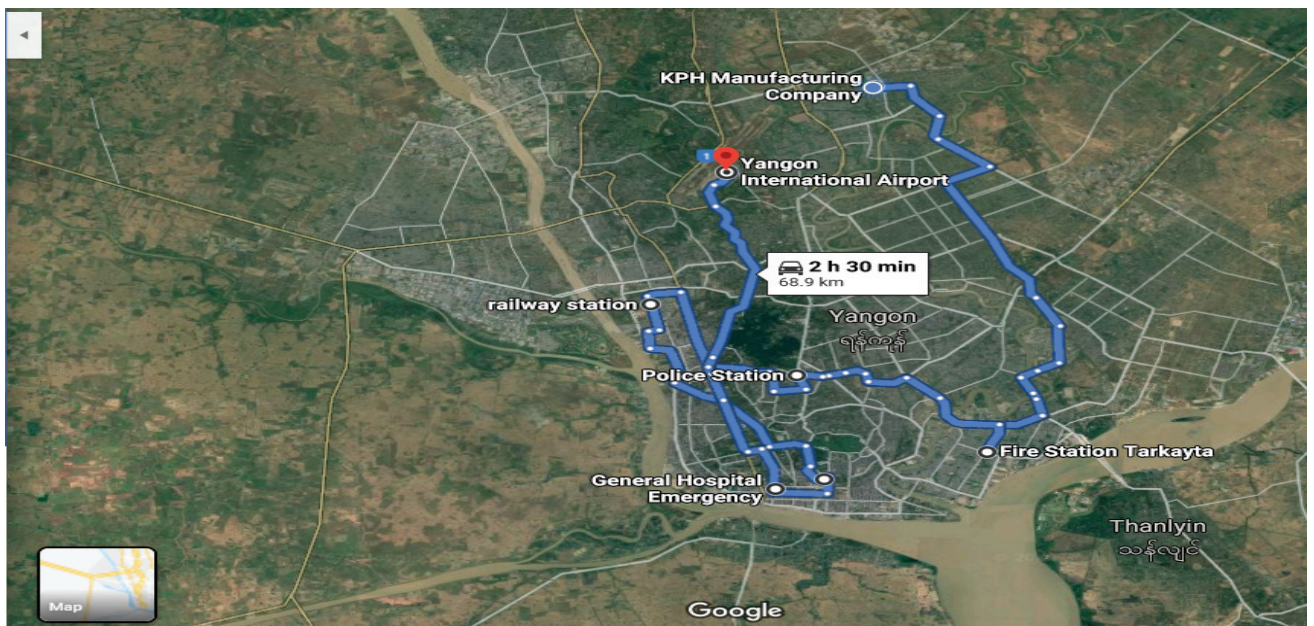 KPH Manufacturing
Company
1
Yangon
International Airport
2 h 30 min
68.9 km
railway station
Yangon
ရန်ကုန်
Police Station
Fire Station Tarkayta
General Hospital
Emergency
Thanlyin
သန်လျင်
Map
Google